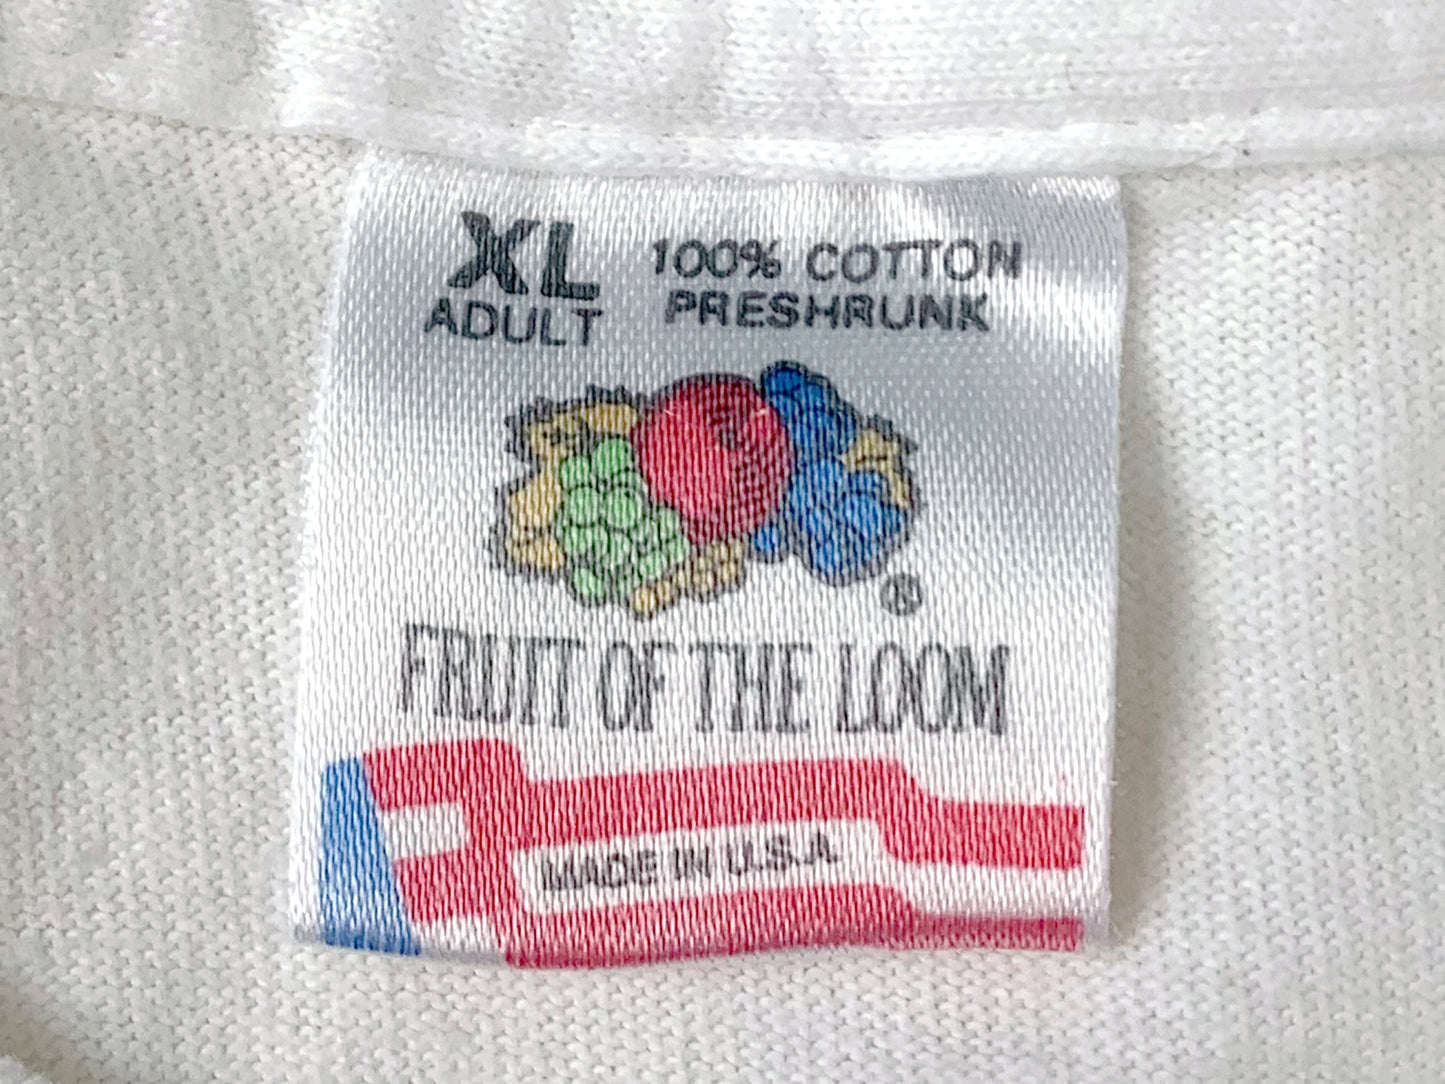 XL
ADULT
100% COTTON
PRESHRUNK
®
FRUIT OF THE LOOM
MADE IN U.S.A.